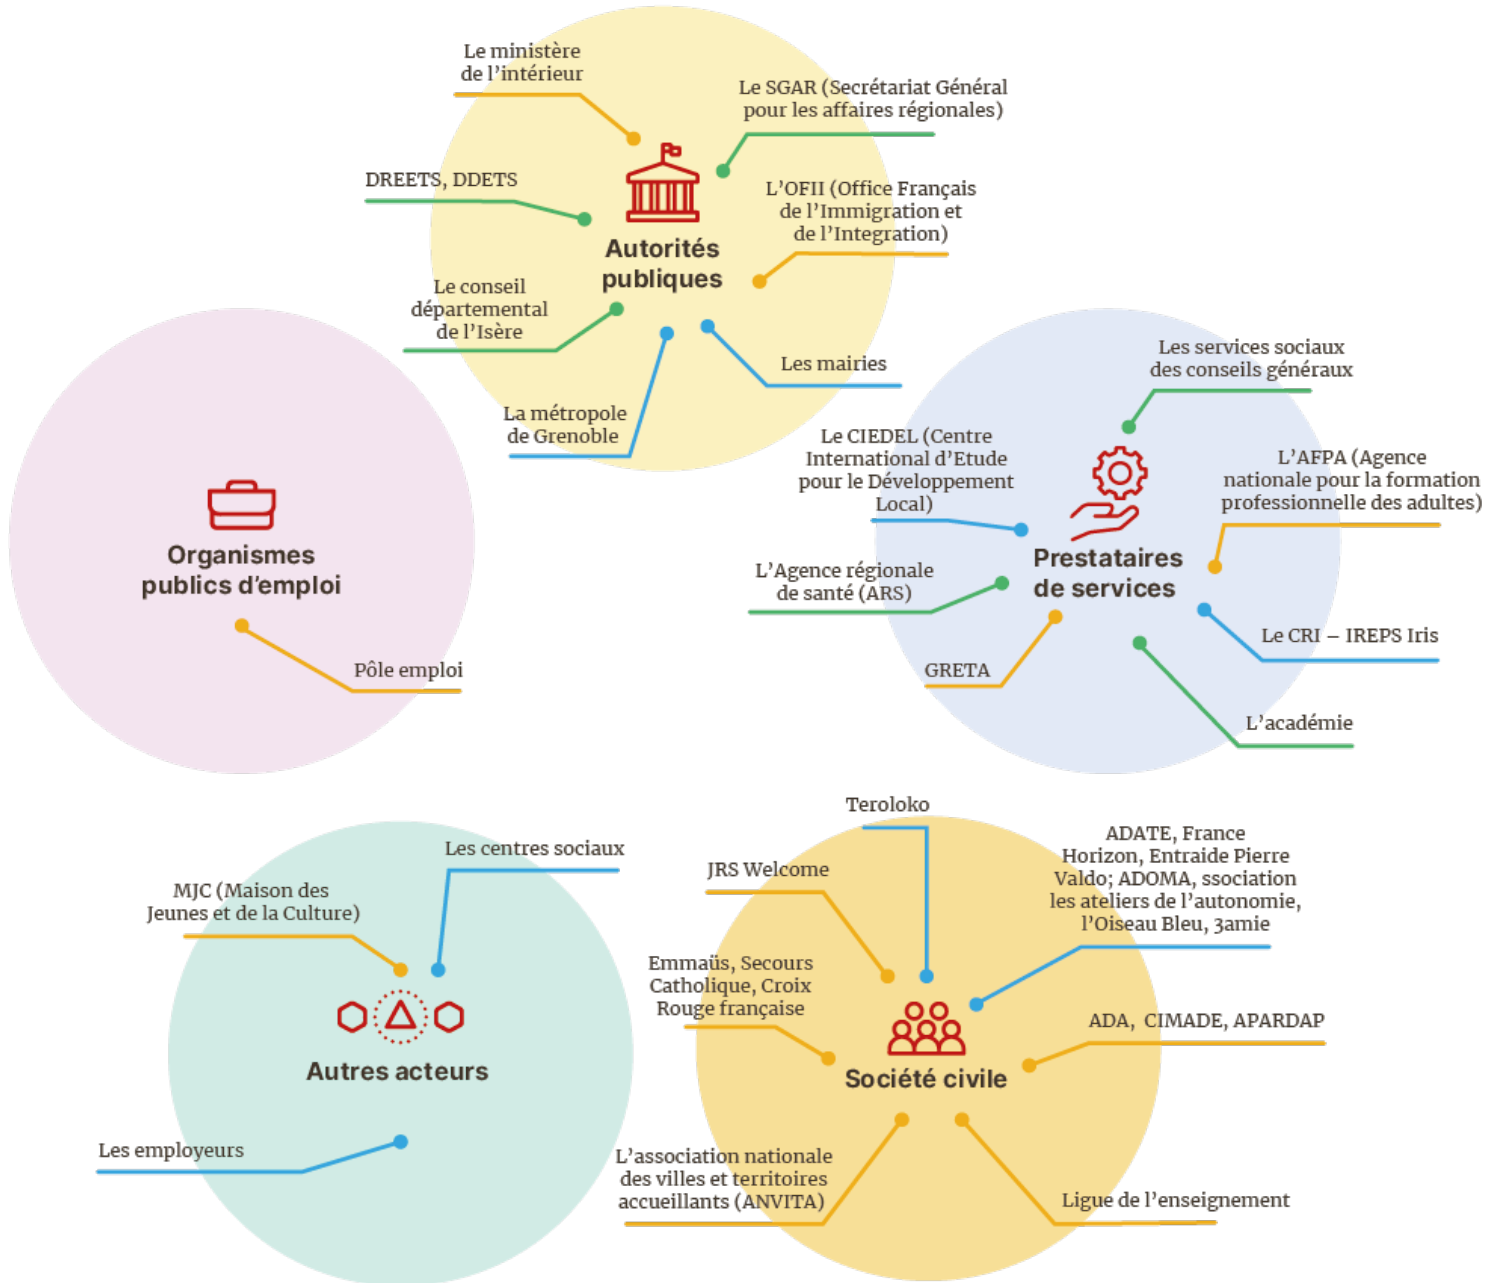 Le ministère
de l'intérieur
Le SGAR (Secrétariat Général
pour les affaires régionales)
DREETS, DDETS
L'OFII (Office Français
de l'Immigration et
de l'Integration)
Autorités
publiques
Le conseil
départemental
de l'Isère
Les mairies
La métropole
de Grenoble
Organismes
publics d'emploi
Pôle emploi
Les services sociaux
des conseils généraux
Le CIEDEL (Centre
International d'Etude
pour le Développement
Local)
L'AFPA (Agence
nationale pour la formation
professionnelle des adultes)
Prestataires
de services
L'Agence régionale
de santé (ARS)
Le CRI – IREPS Iris
GRETA
L'académie
Les centres sociaux
MJC (Maison des
Jeunes et de la Culture)
Autres acteurs
Les employeurs
Teroloko
ADATE, France
Horizon, Entraide Pierre
Valdo; ADOMA, ssociation
les ateliers de l'autonomie,
l'Oiseau Bleu, 3amie
JRS Welcome
Emmaüs, Secours
Catholique, Croix
Rouge française
ADA,  CIMADE, APARDAP
Société civile
L'association nationale
des villes et territoires
accueillants (ANVITA)
Ligue de l'enseignement